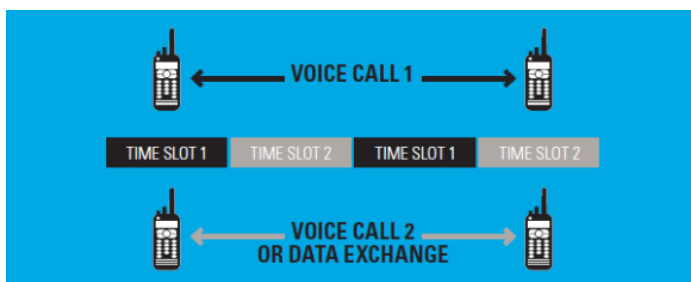 VOICE CALL 1
TIME SLOT 1 TIME SLOT 2 TIME SLOT 1 TIME SLOT 2
VOICE CALL 2
OR DATA EXCHANGE